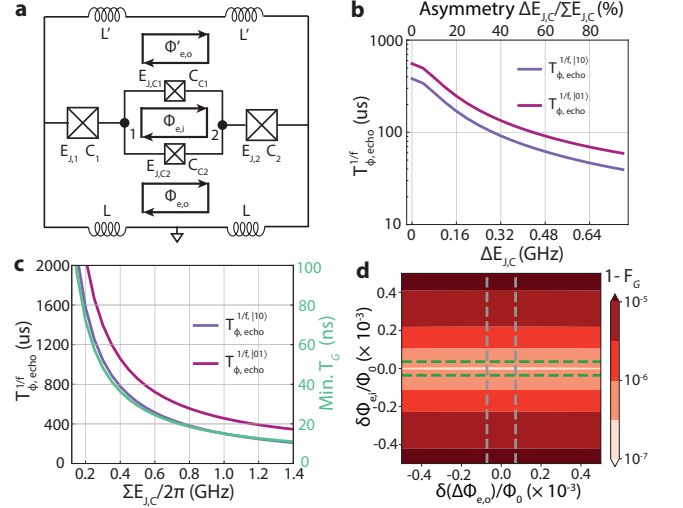 a
L'
L'
Φ'e,o
EJ,C1
CC1
Φe,i
1
2
EJ,1
C1
EJ,C2
CC2
EJ,2
C2
Φe,o
L
L
b
Asymmetry ΔEJ,C/ΣEJ,C (%)
0
20
40
60
80
1000
100
10
T1/fϕ,echo (us)
T1/f, |10⟩ϕ,echo
T1/f, |01⟩ϕ,echo
0
0.16
0.32
0.48
0.64
ΔEJ,C (GHz)
c
2000
1600
1200
800
400
0
T1/fϕ,echo (us)
T1/f, |10⟩ϕ,echo
T1/f, |01⟩ϕ,echo
100
80
60
40
20
0
Min. TG (ns)
0.2
0.4
0.6
0.8
1.0
1.2
1.4
ΣEJ,C/2π (GHz)
d
1- FG
0.4
0.2
0.0
-0.2
-0.4
δΦe,i/Φ0 (× 10-3)
-0.4
-0.2
0.0
0.2
0.4
δ(ΔΦe,o)/Φ0 (× 10-3)
10-5
10-6
10-7